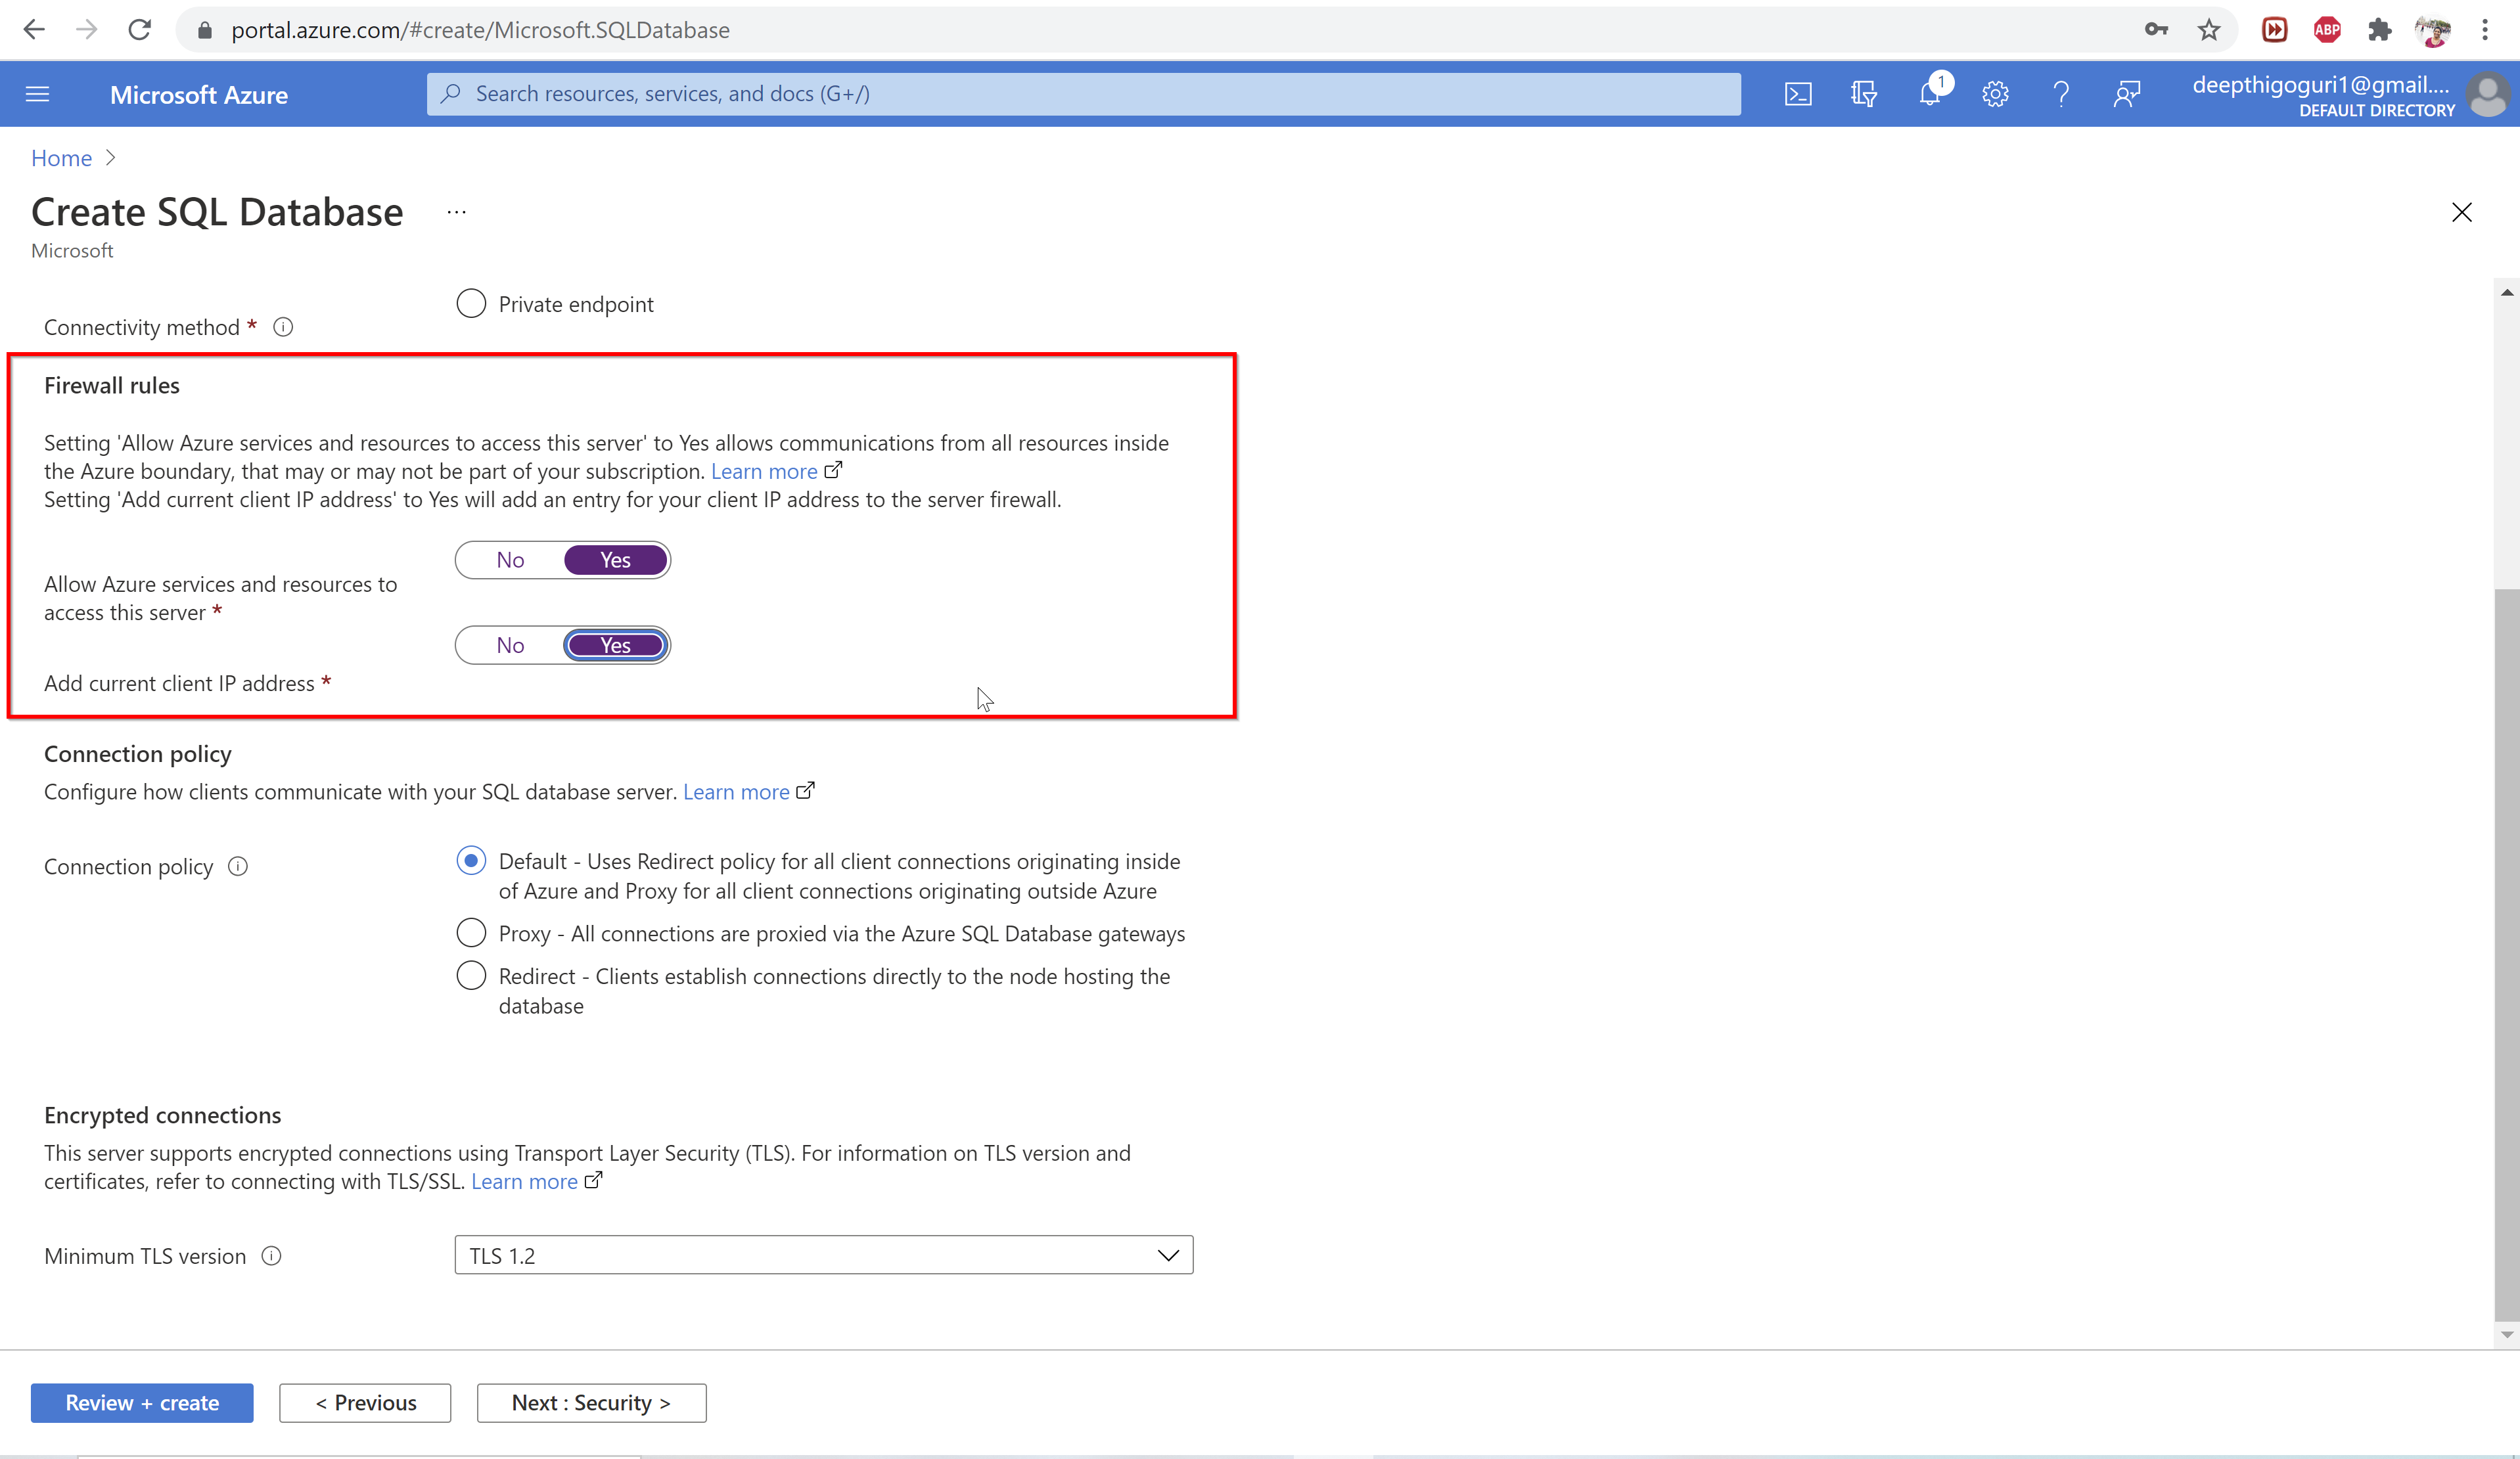 portal.azure.com/#create/Microsoft.SQLDatabase
ABP
Microsoft Azure
Search resources, services, and docs (G+/)
1
deepthigoguri1@gmail....
DEFAULT DIRECTORY
Home
Create SQL Database
...
Microsoft
Private endpoint
Connectivity method *
Firewall rules
Setting 'Allow Azure services and resources to access this server' to Yes allows communications from all resources inside
the Azure boundary, that may or may not be part of your subscription. Learn more
Setting 'Add current client IP address' to Yes will add an entry for your client IP address to the server firewall.
No Yes
Allow Azure services and resources to
access this server *
No Yes
Add current client IP address *
Connection policy
Configure how clients communicate with your SQL database server. Learn more
Connection policy
Default - Uses Redirect policy for all client connections originating inside
of Azure and Proxy for all client connections originating outside Azure
Proxy - All connections are proxied via the Azure SQL Database gateways
Redirect - Clients establish connections directly to the node hosting the
database
Encrypted connections
This server supports encrypted connections using Transport Layer Security (TLS). For information on TLS version and
certificates, refer to connecting with TLS/SSL. Learn more
Minimum TLS version
TLS 1.2
Review + create
< Previous
Next : Security >